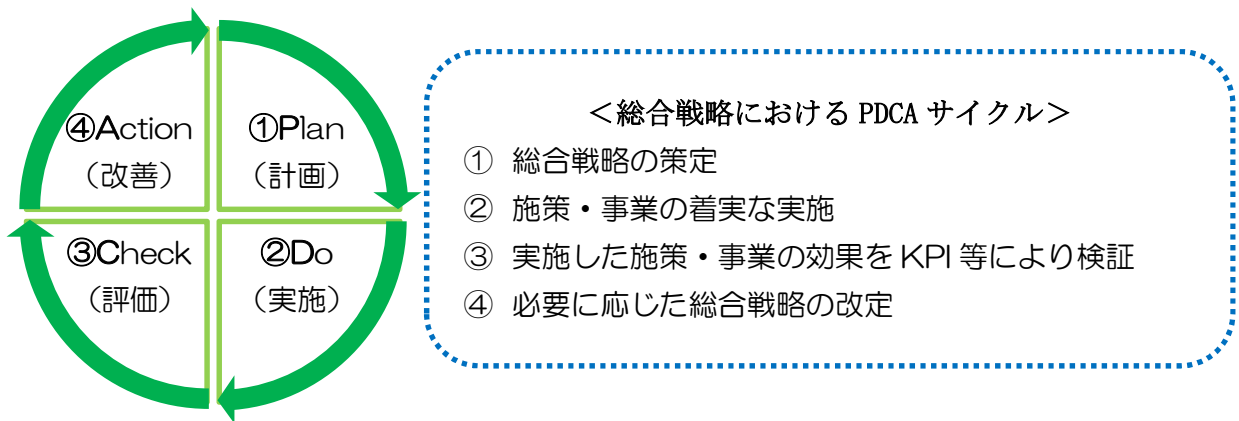 ④Action
（改善）
①Plan
（計画）
③Check
（評価）
②Do
（実施）
＜総合戦略における PDCA サイクル＞
① 総合戦略の策定
② 施策・事業の着実な実施
③ 実施した施策・事業の効果を KPI 等により検証
④ 必要に応じた総合戦略の改定